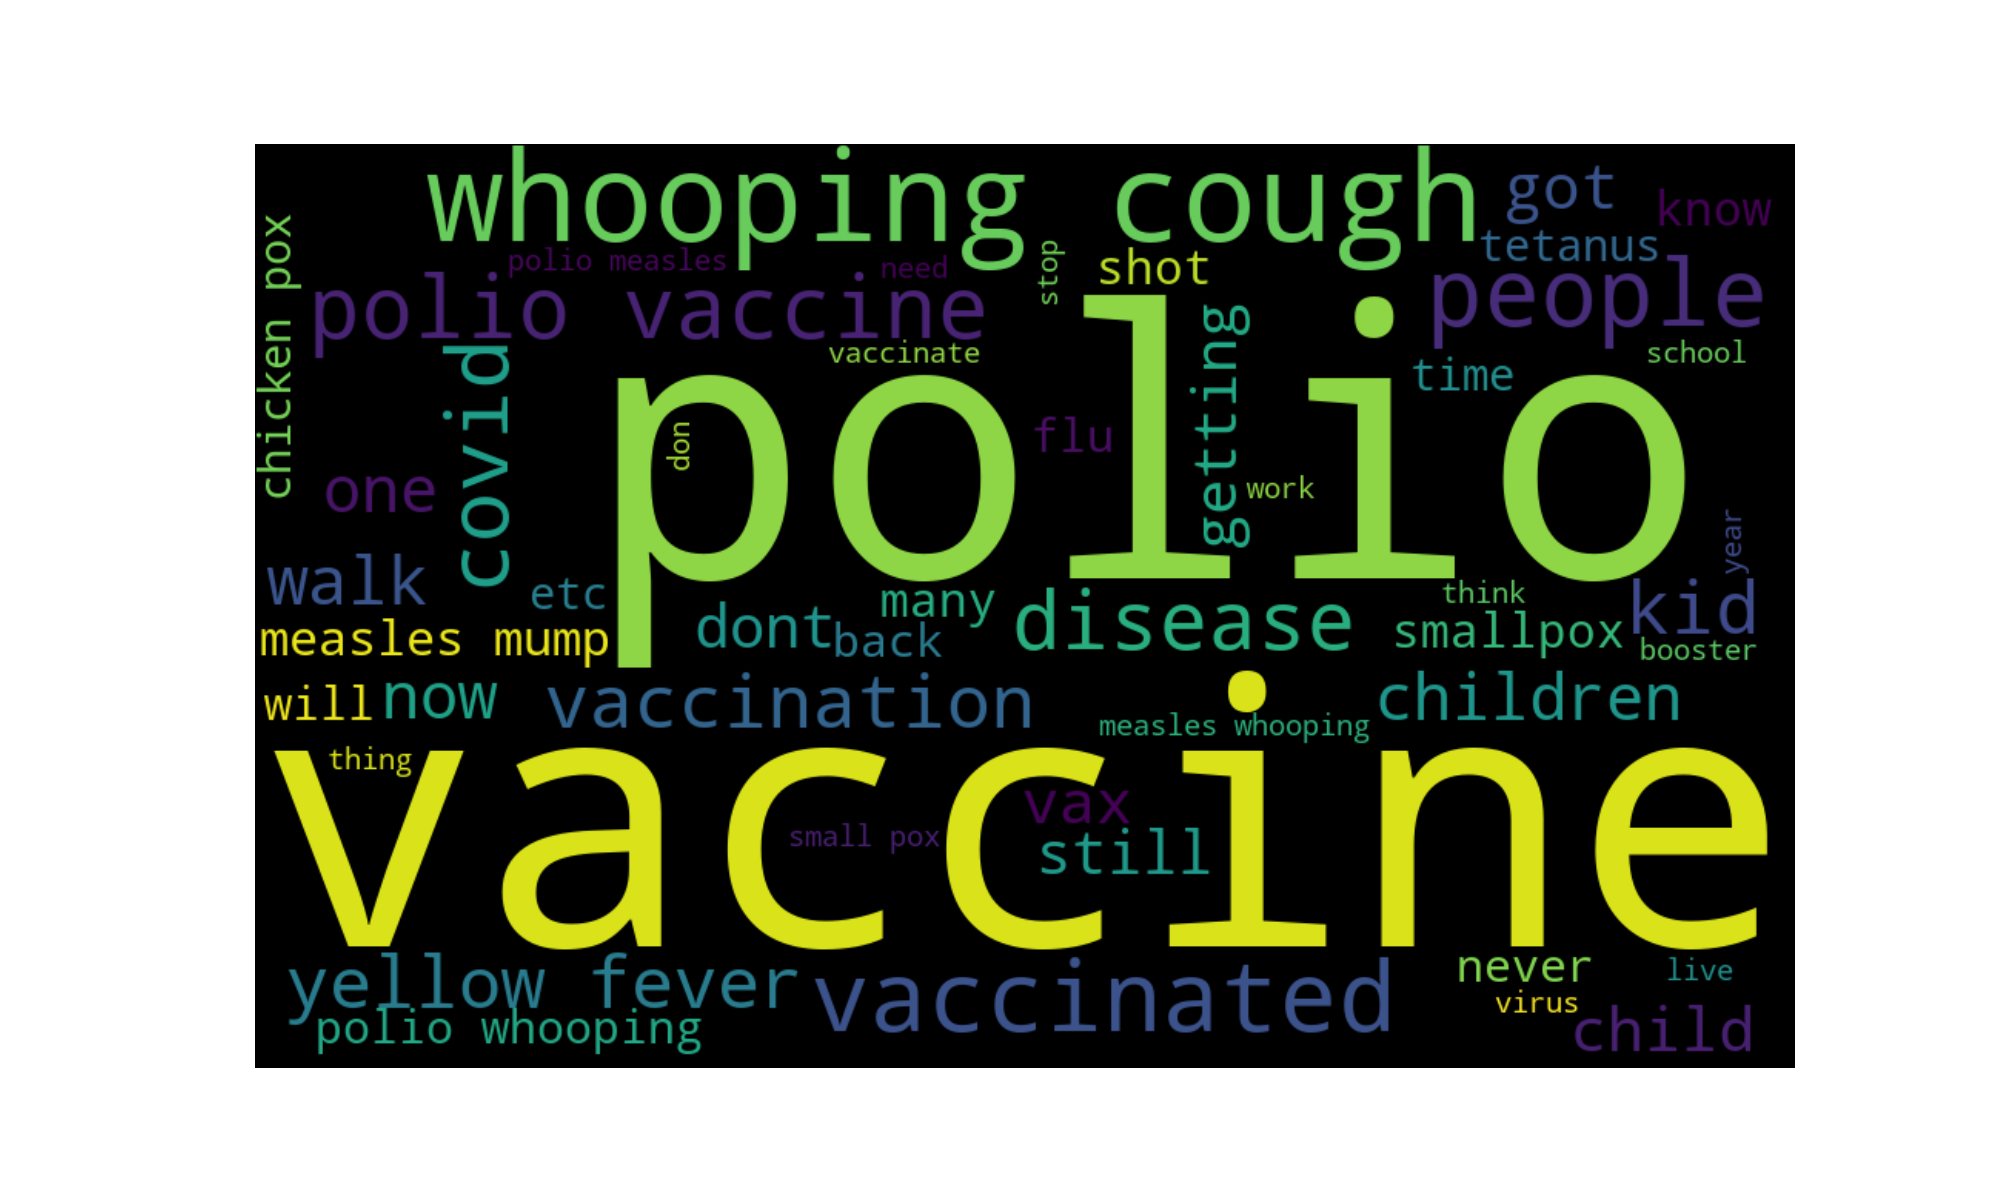 whooping cough
got
know
tetanus
chicken pox
polio measles
need
stop
shot
people
polio vaccine
covid
vaccinate
getting
school
time
polio
don
flu
one
work
year
walk
etc
many
disease
think
kid
measles mump
dont
back
smallpox
booster
will
now
vaccination
children
measles whooping
vaccine
thing
vax
small pox
still
yellow fever
vaccinated
never
live
virus
polio whooping
child